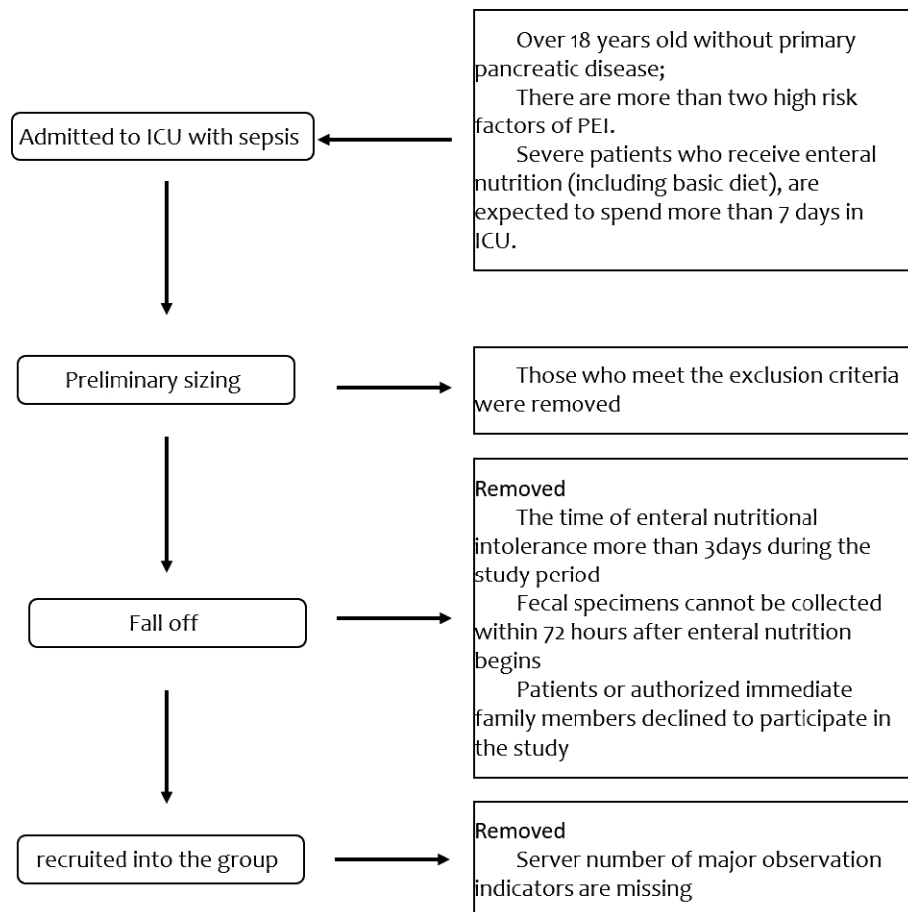 Over 18 years old without primary
pancreatic disease;
There are more than two high risk
factors of PEI.
Severe patients who receive enteral
nutrition (including basic diet), are
expected to spend more than 7 days in
ICU.
Admitted to ICU with sepsis
Preliminary sizing
Those who meet the exclusion criteria
were removed
Removed
The time of enteral nutritional
intolerance more than 3days during the
study period
Fecal specimens cannot be collected
within 72 hours after enteral nutrition
begins
Patients or authorized immediate
family members declined to participate in
the study
Fall off
recruited into the group
Removed
Server number of major observation
indicators are missing